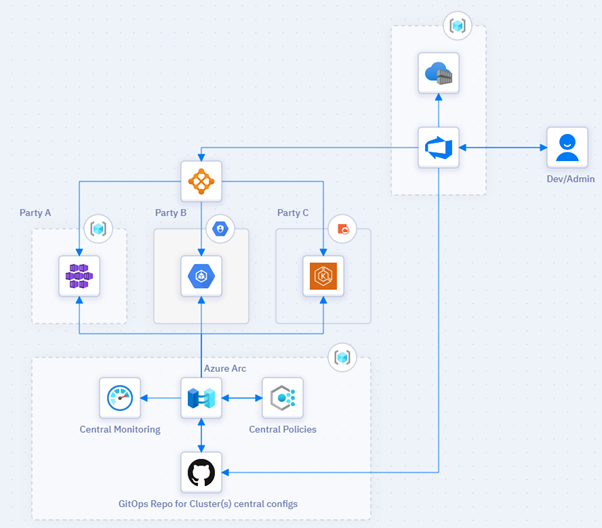 Dev/Admin
Party A
Party B
Party C
Azure Arc
Central Monitoring
Central Policies
GitOps Repo for Cluster(s) central configs